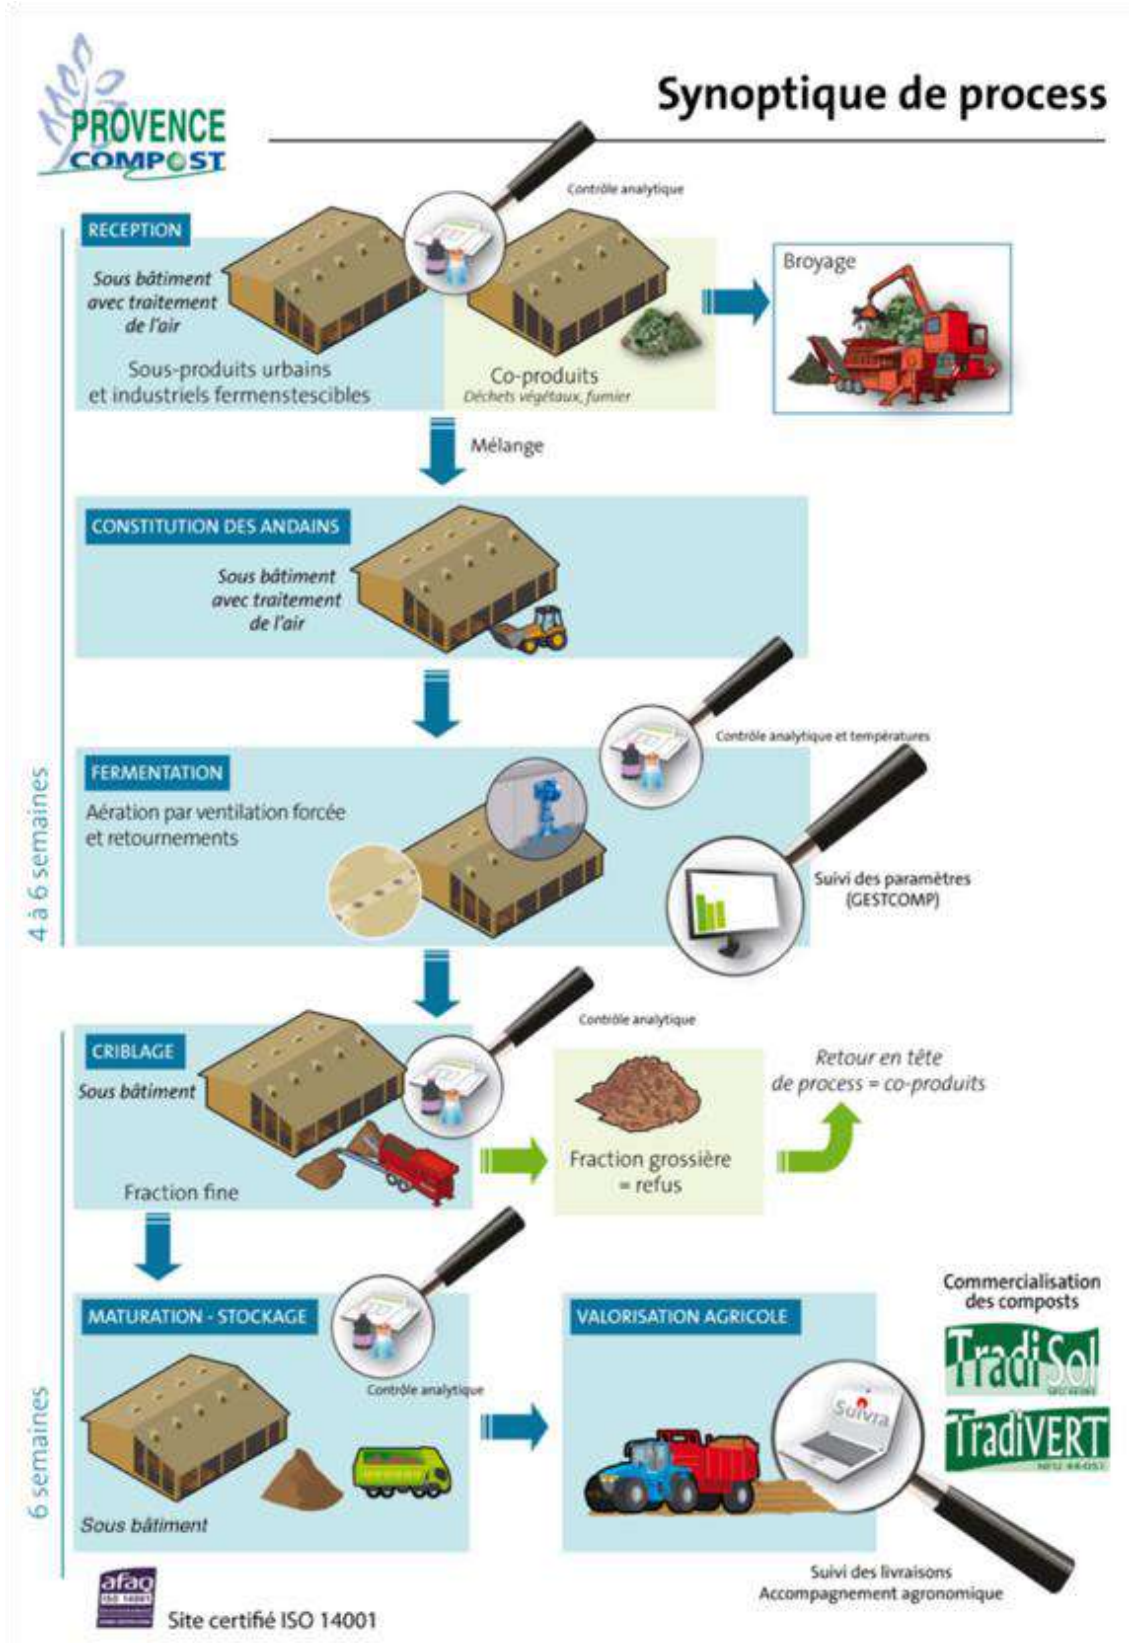 PROVENCE
COMPOST
Synoptique de process
Contrôle analytique
RECEPTION
Sous bâtiment
avec traitement
de l'air
Sous-produits urbains
et industriels fermenstescibles
Co-produits
Déchets végétaux, fumier
Broyage
Mélange
CONSTITUTION DES ANDAINS
Sous bâtiment
avec traitement
de l'air
4 à 6 semaines
FERMENTATION
Aération par ventilation forcée
et retournements
Contrôle analytique et températures
Suivi des paramètres
(GESTCOMP)
CRIBLAGE
Sous bâtiment
Fraction fine
Contrôle analytique
Fraction grossière
= refus
Retour en tête
de process = co-produits
6 semaines
MATURATION - STOCKAGE
Contrôle analytique
Sous bâtiment
VALORISATION AGRICOLE
Suivra
Commercialisation
des composts
TradiSol
TradiVERT
NFU 44-051
Suivi des livraisons
Accompagnement agronomique
afaq
ISO 14001
Site certifié ISO 14001